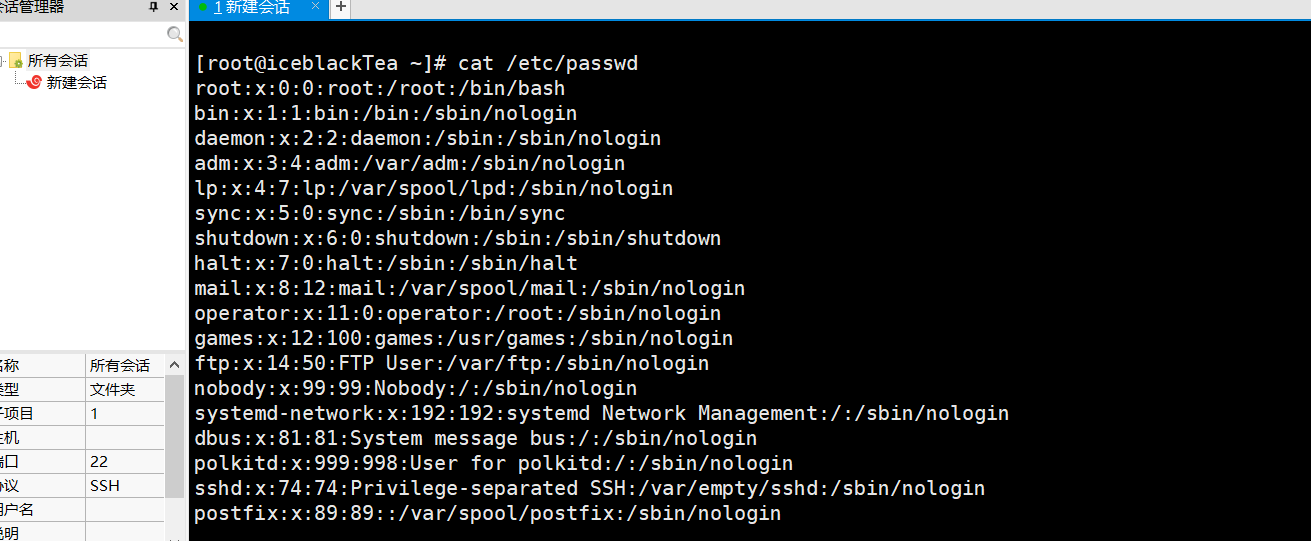 话管理器
1 新建会话
所有会话
新建会话
[root@iceblackTea ~]# cat /etc/passwd
root:x:0:0:root:/root:/bin/bash
bin:x:1:1:bin:/bin:/sbin/nologin
daemon:x:2:2:daemon:/sbin:/sbin/nologin
adm:x:3:4:adm:/var/adm:/sbin/nologin
lp:x:4:7:lp:/var/spool/lpd:/sbin/nologin
sync:x:5:0:sync:/sbin:/bin/sync
shutdown:x:6:0:shutdown:/sbin:/sbin/shutdown
halt:x:7:0:halt:/sbin:/sbin/halt
mail:x:8:12:mail:/var/spool/mail:/sbin/nologin
operator:x:11:0:operator:/root:/sbin/nologin
games:x:12:100:games:/usr/games:/sbin/nologin
ftp:x:14:50:FTP User:/var/ftp:/sbin/nologin
nobody:x:99:99:Nobody:/:/sbin/nologin
systemd-network:x:192:192:systemd Network Management:/:/sbin/nologin
dbus:x:81:81:System message bus:/:/sbin/nologin
polkitd:x:999:998:User for polkitd:/:/sbin/nologin
sshd:x:74:74:Privilege-separated SSH:/var/empty/sshd:/sbin/nologin
postfix:x:89:89::/var/spool/postfix:/sbin/nologin
名称 所有会话
类型 文件夹
子项目 1
主机
端口 22
协议 SSH
用户名
说明